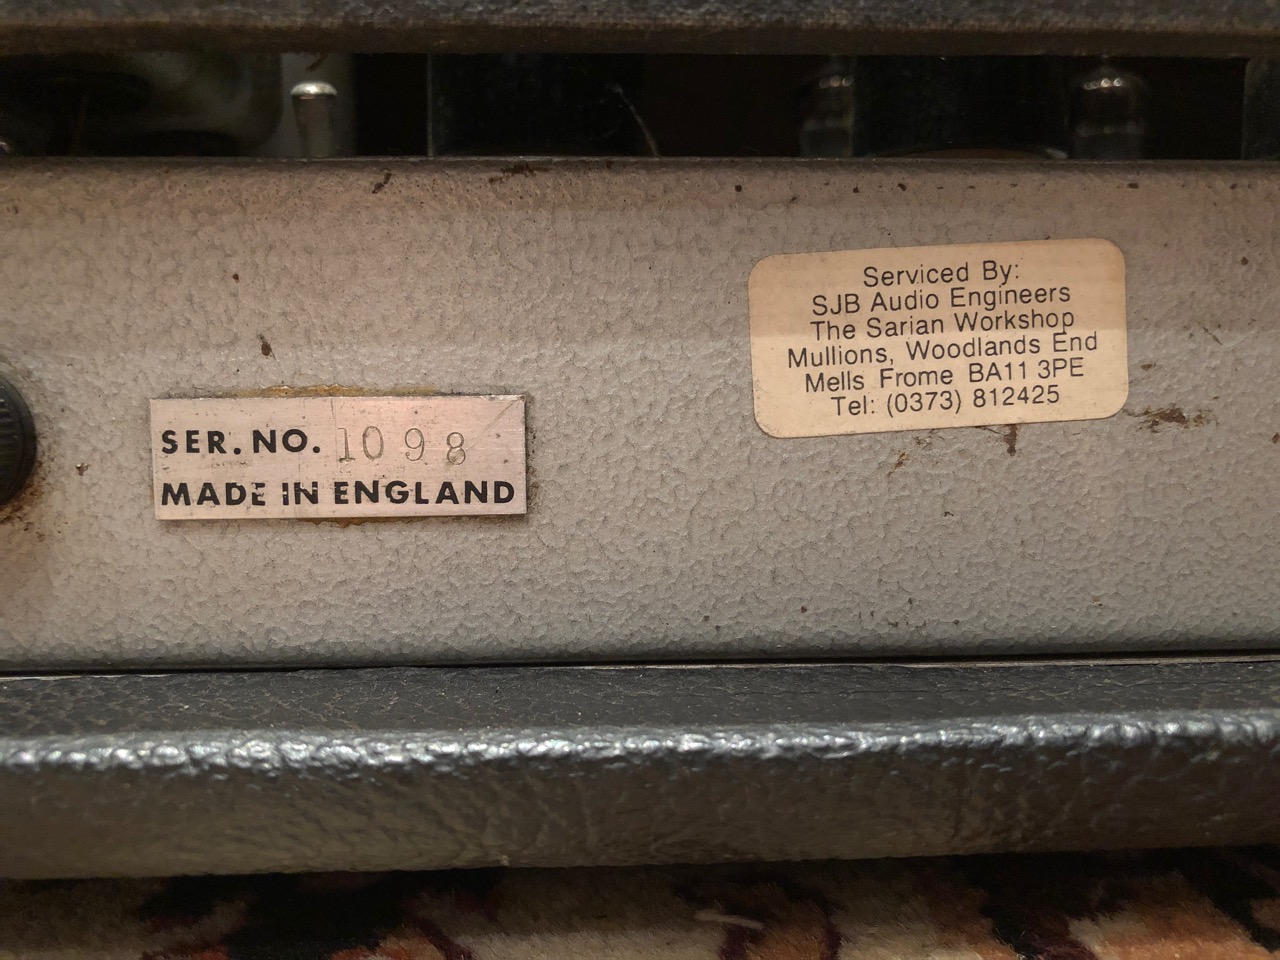 SER. NO. 1098
MADE IN ENGLAND
Serviced By:
SJB Audio Engineers
The Sarian Workshop
Mullions, Woodlands End
Mells Frome BA11 3PE
Tel: (0373) 812425